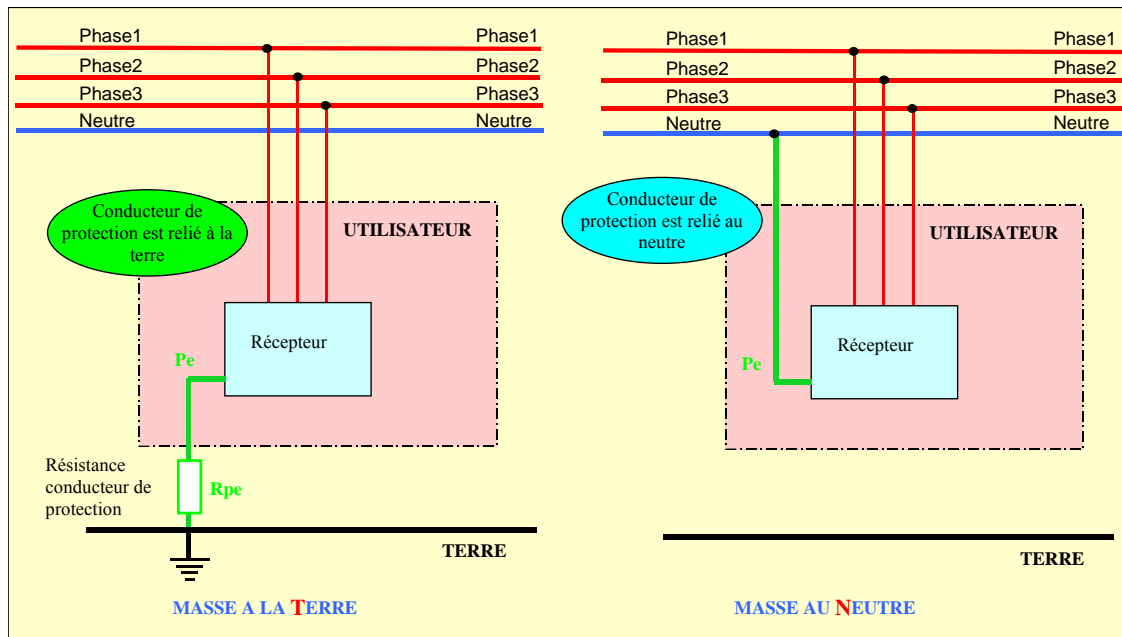 Phase1
Phase1
Phase2
Phase2
Phase3
Phase3
Neutre
Neutre
Conducteur de
protection est relié à la
terre
UTILISATEUR
Récepteur
Pe
Résistance
conducteur de
protection
Rpe
TERRE
MASSE A LA TERRE
Phase1
Phase1
Phase2
Phase2
Phase3
Phase3
Neutre
Neutre
Conducteur de
protection est relié au
neutre
UTILISATEUR
Récepteur
Pe
TERRE
MASSE AU NEUTRE